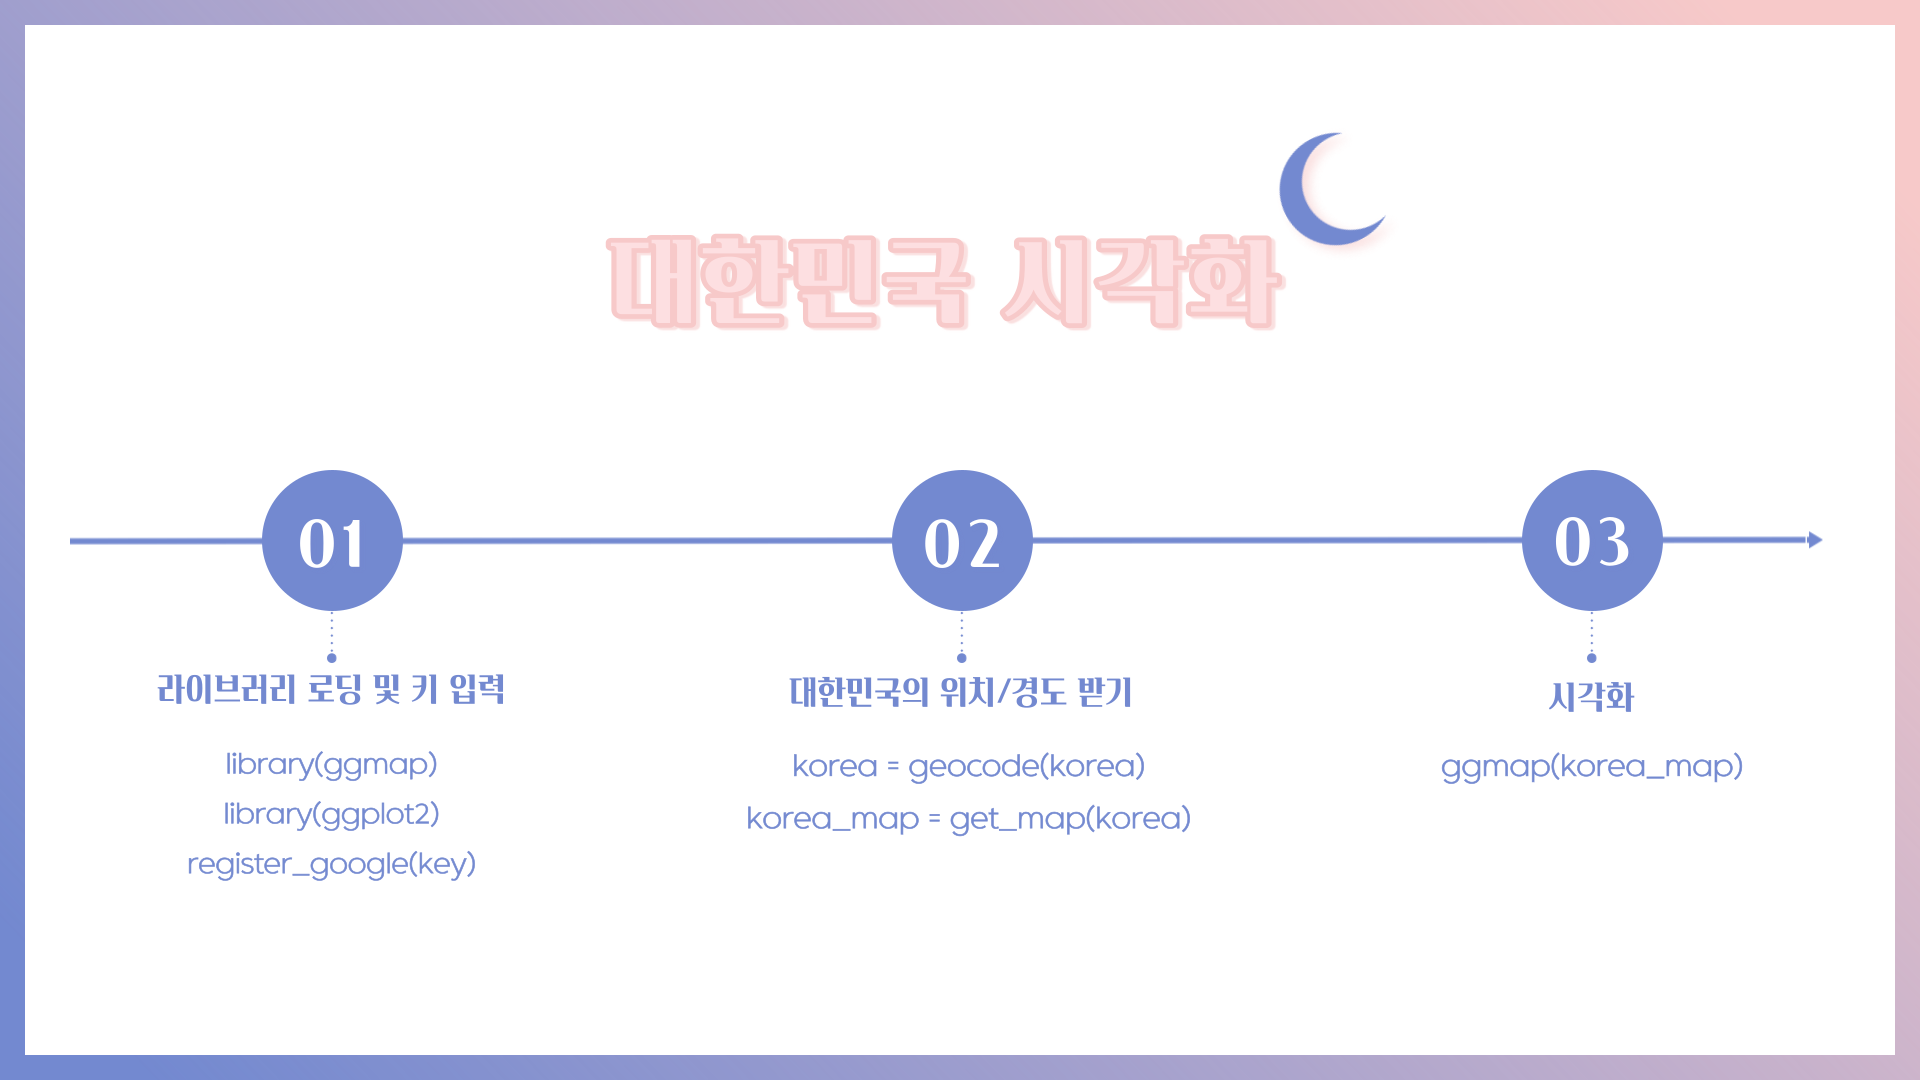 대한민국 시각화
01
라이브러리 로딩 및 키 입력
library(ggmap)
library(ggplot2)
register_google(key)
02
대한민국의 위치/경도 받기
korea = geocode(korea)
korea_map = get_map(korea)
03
시각화
ggmap(korea_map)